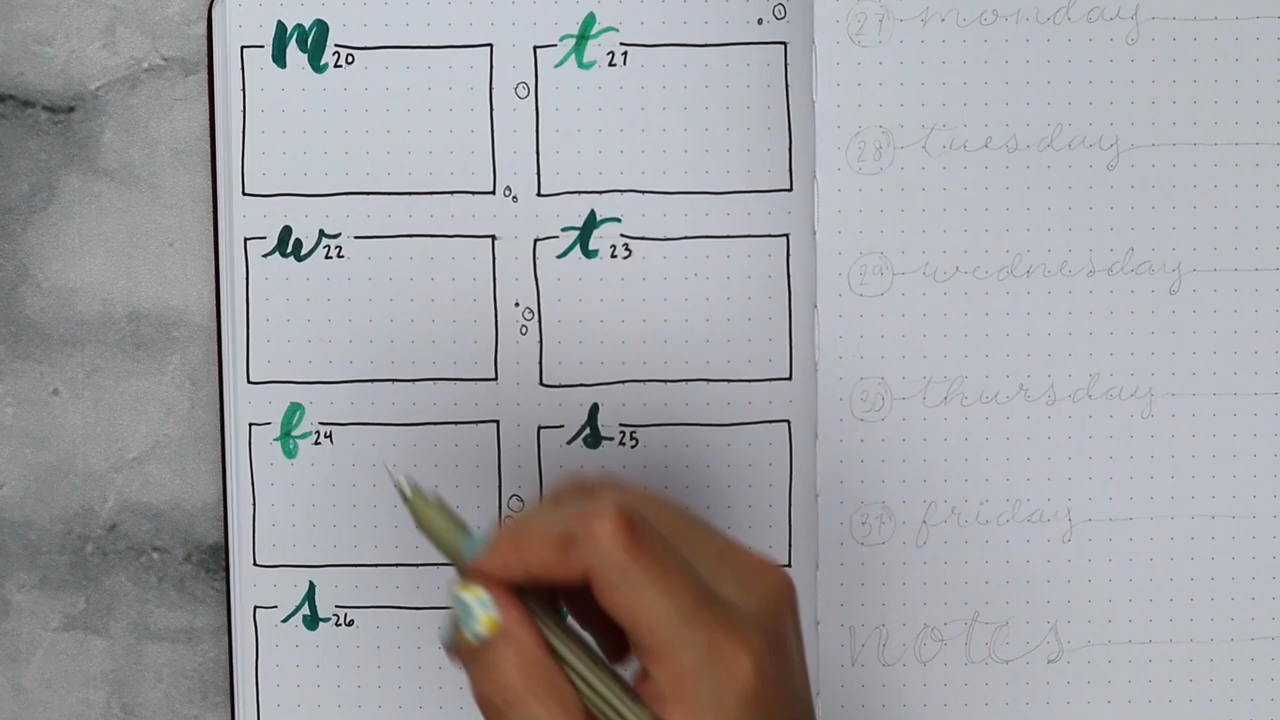 m 20
t 21
w 22
t 23
f 24
s 25
s 26
27 monday
28 tuesday
29 wednesday
30 thursday
31 friday
notes